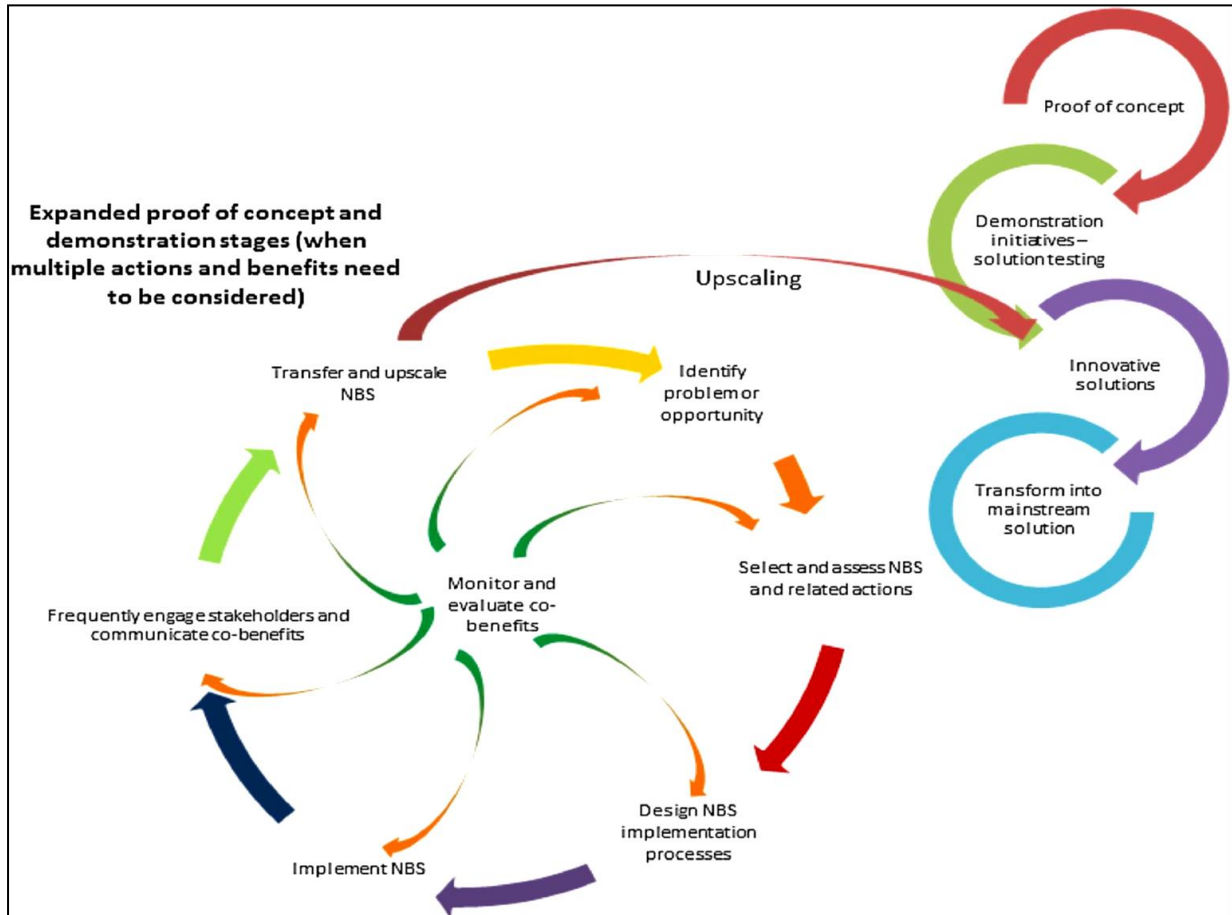 Proof of concept
Expanded proof of concept and
demonstration stages (when
multiple actions and benefits need
to be considered)
Demonstration
initiatives–
solution testing
Upscaling
Transfer and upscale
NBS
Identify
problem or
opportunity
Innovative
solutions
Transform into
mainstream
solution
Select and assess NBS
and related actions
Monitor and
evaluate co-
benefits
Frequently engage stakeholders and
communicate co-benefits
Design NBS
implementation
processes
Implement NBS